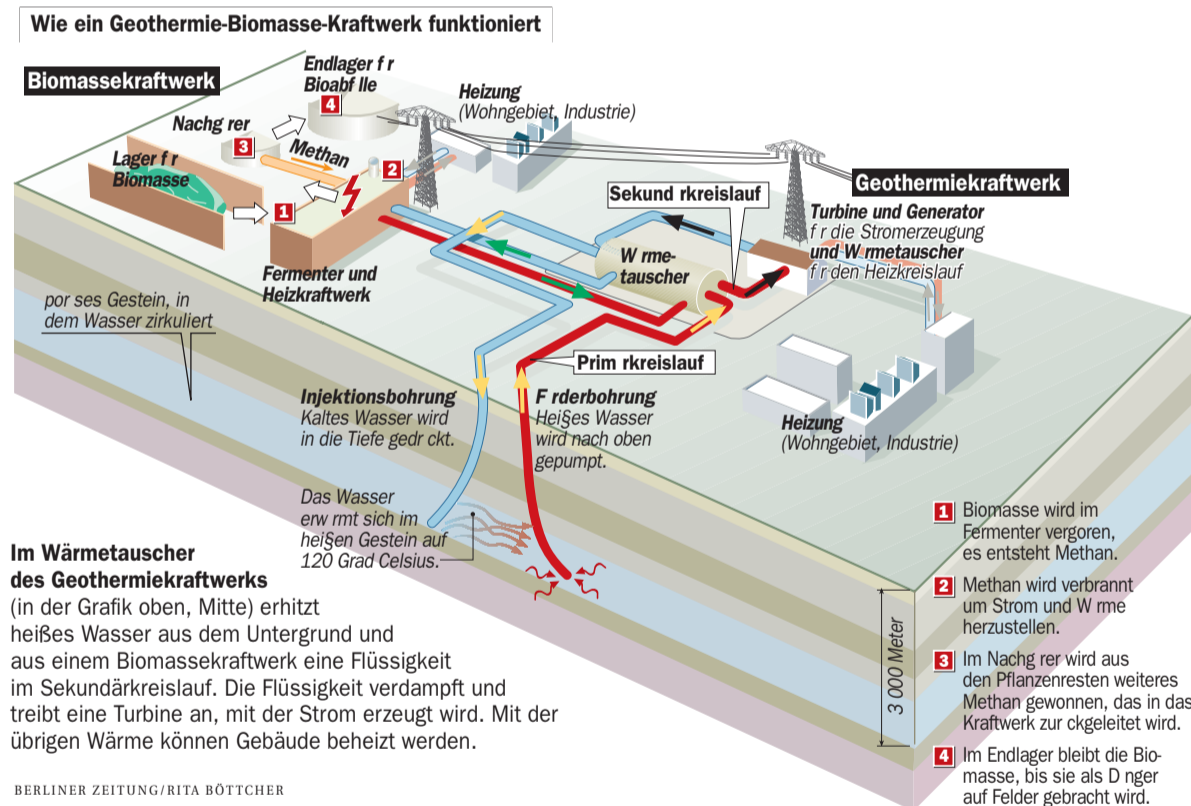 Wie ein Geothermie-Biomasse-Kraftwerk funktioniert
Biomassekraftwerk
Endlager f r
Bioabf lle
4
Heizung
(Wohngebiet, Industrie)
Nachg rer
3
Methan
2
Lager f r
Biomasse
1
Fermenter und
Heizkraftwerk
Geothermiekraftwerk
Sekund rkreislauf
Turbine und Generator
f r die Stromerzeugung
und W rmetauscher
f r den Heizkreislauf
W rme-
tauscher
por ses Gestein, in
dem Wasser zirkuliert
Prim rkreislauf
Injektionsbohrung
Kaltes Wasser wird
in die Tiefe gedr ckt.
F rderbohrung
Heißes Wasser
wird nach oben
gepumpt.
Heizung
(Wohngebiet, Industrie)
Das Wasser
erw rmt sich im
heißen Gestein auf
120 Grad Celsius.
3 000 Meter
Im Wärmetauscher
des Geothermiekraftwerks
(in der Grafik oben, Mitte) erhitzt
heißes Wasser aus dem Untergrund und
aus einem Biomassekraftwerk eine Flüssigkeit
im Sekundärkreislauf. Die Flüssigkeit verdampft und
treibt eine Turbine an, mit der Strom erzeugt wird. Mit der
übrigen Wärme können Gebäude beheizt werden.
1 Biomasse wird im
Fermenter vergoren,
es entsteht Methan.
2 Methan wird verbrannt
um Strom und W rme
herzustellen.
3 Im Nachg rer wird aus
den Pflanzenresten weiteres
Methan gewonnen, das in das
Kraftwerk zur ckgeleitet wird.
4 Im Endlager bleibt die Bio-
masse, bis sie als D nger
auf Felder gebracht wird.
BERLINER ZEITUNG/RITA BÖTTCHER